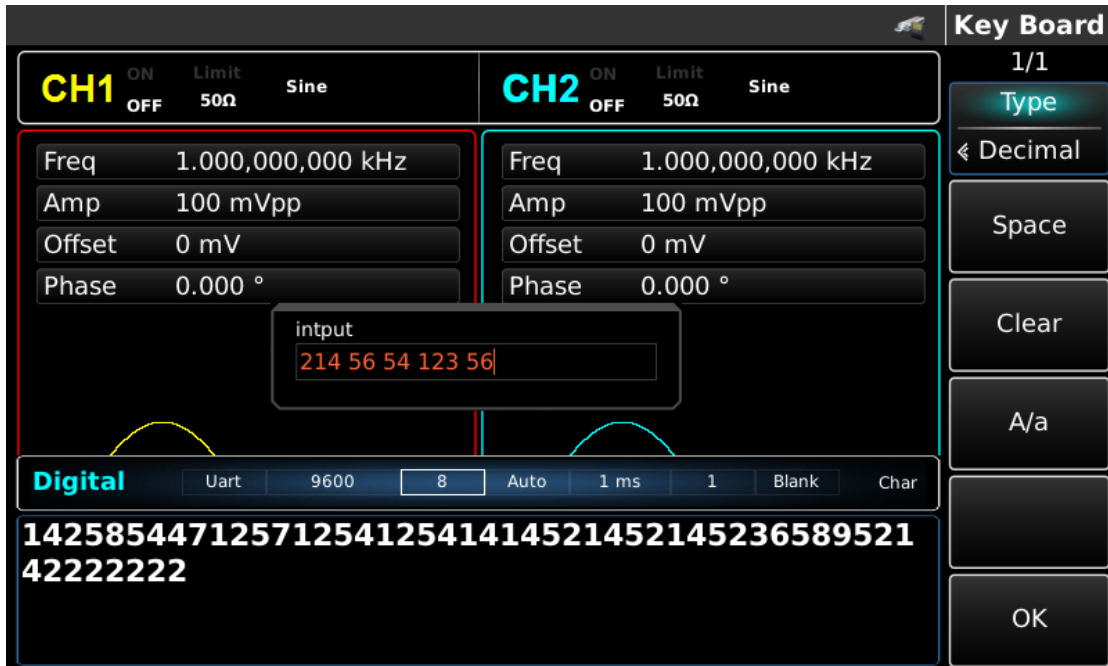 Key Board
1/1
CH1 ON OFF Limit 50Ω Sine
CH2 ON OFF Limit 50Ω Sine
Type
« Decimal
Freq 1.000,000,000 kHz
Amp 100 mVpp
Offset 0 mV
Phase 0.000 °
Freq 1.000,000,000 kHz
Amp 100 mVpp
Offset 0 mV
Phase 0.000 °
Space
Clear
A/a
intput
214 56 54 123 56
Digital Uart 9600 8 Auto 1 ms 1 Blank Char
1425854471257125412541414521452145236589521
42222222
OK